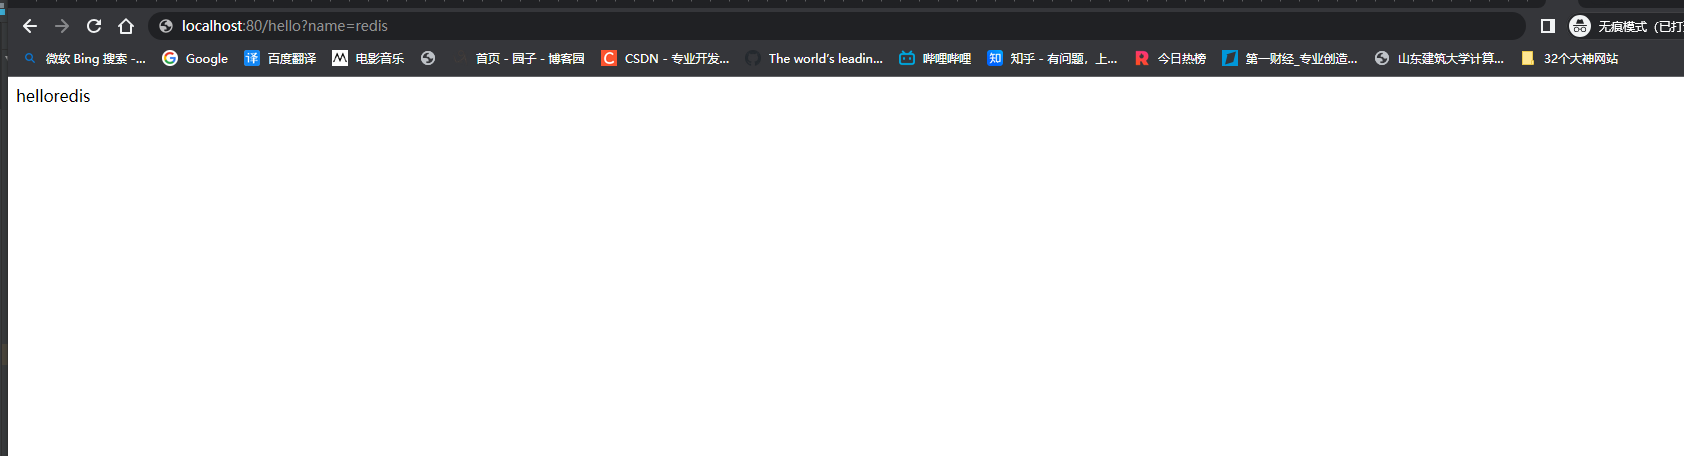 localhost:80/hello?name=redis
无痕模式（已打
微软 Bing 搜索 -... Google 百度翻译 电影音乐 首页 - 园子 - 博客园 CSDN - 专业开发... The world's leadin... 哔哩哔哩 知乎 - 有问题，上... 今日热榜 第一财经_专业创造... 山东建筑大学计算... 32个大神网站
helloredis